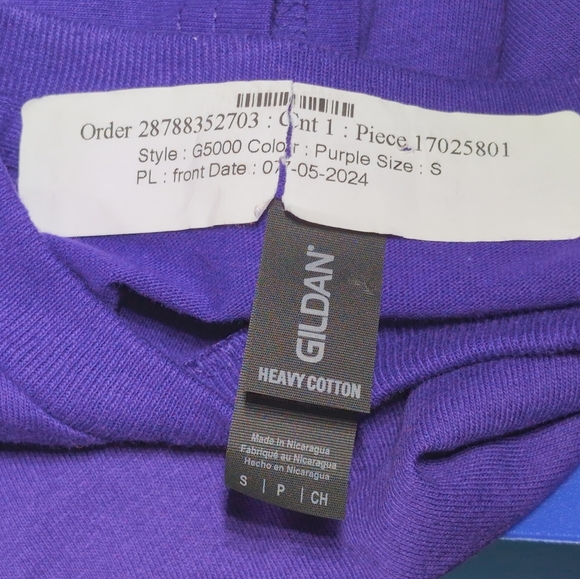 Order 28788352703 : Cnt 1 : Piece 17025801
Style : G5000 Colour : Purple Size : S
PL : front Date : 07-05-2024
GILDAN®
HEAVY COTTON
Made in Nicaragua
Fabriqué au Nicaragua
Hecho en Nicaragua
S | P | CH